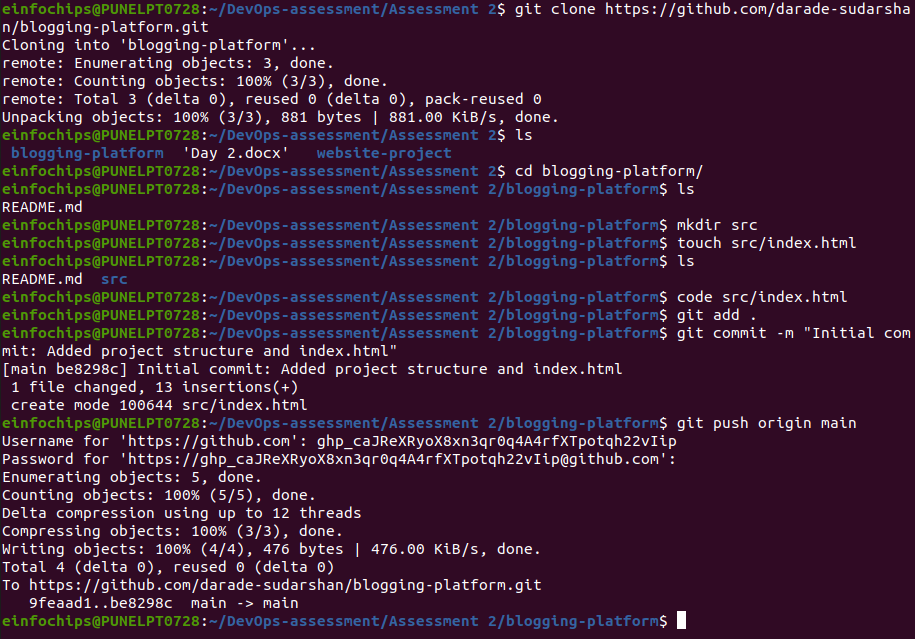 einfochips@PUNELPT0728:~/DevOps-assessment/Assessment 2$ git clone https://github.com/darade-sudarsha
n/blogging-platform.git
Cloning into 'blogging-platform'...
remote: Enumerating objects: 3, done.
remote: Counting objects: 100% (3/3), done.
remote: Total 3 (delta 0), reused 0 (delta 0), pack-reused 0
Unpacking objects: 100% (3/3), 881 bytes | 881.00 KiB/s, done.
einfochips@PUNELPT0728:~/DevOps-assessment/Assessment 2$ ls
blogging-platform 'Day 2.docx' website-project
einfochips@PUNELPT0728:~/DevOps-assessment/Assessment 2$ cd blogging-platform/
einfochips@PUNELPT0728:~/DevOps-assessment/Assessment 2/blogging-platform$ ls
README.md
einfochips@PUNELPT0728:~/DevOps-assessment/Assessment 2/blogging-platform$ mkdir src
einfochips@PUNELPT0728:~/DevOps-assessment/Assessment 2/blogging-platform$ touch src/index.html
einfochips@PUNELPT0728:~/DevOps-assessment/Assessment 2/blogging-platform$ ls
README.md src
einfochips@PUNELPT0728:~/DevOps-assessment/Assessment 2/blogging-platform$ code src/index.html
einfochips@PUNELPT0728:~/DevOps-assessment/Assessment 2/blogging-platform$ git add .
einfochips@PUNELPT0728:~/DevOps-assessment/Assessment 2/blogging-platform$ git commit -m "Initial com
mit: Added project structure and index.html"
[main be8298c] Initial commit: Added project structure and index.html
1 file changed, 13 insertions(+)
create mode 100644 src/index.html
einfochips@PUNELPT0728:~/DevOps-assessment/Assessment 2/blogging-platform$ git push origin main
Username for 'https://github.com': [access token redacted]
Password for 'https://[access token redacted]@github.com':
Enumerating objects: 5, done.
Counting objects: 100% (5/5), done.
Delta compression using up to 12 threads
Compressing objects: 100% (3/3), done.
Writing objects: 100% (4/4), 476 bytes | 476.00 KiB/s, done.
Total 4 (delta 0), reused 0 (delta 0)
To https://github.com/darade-sudarshan/blogging-platform.git
9feaad1..be8298c main -> main
einfochips@PUNELPT0728:~/DevOps-assessment/Assessment 2/blogging-platform$